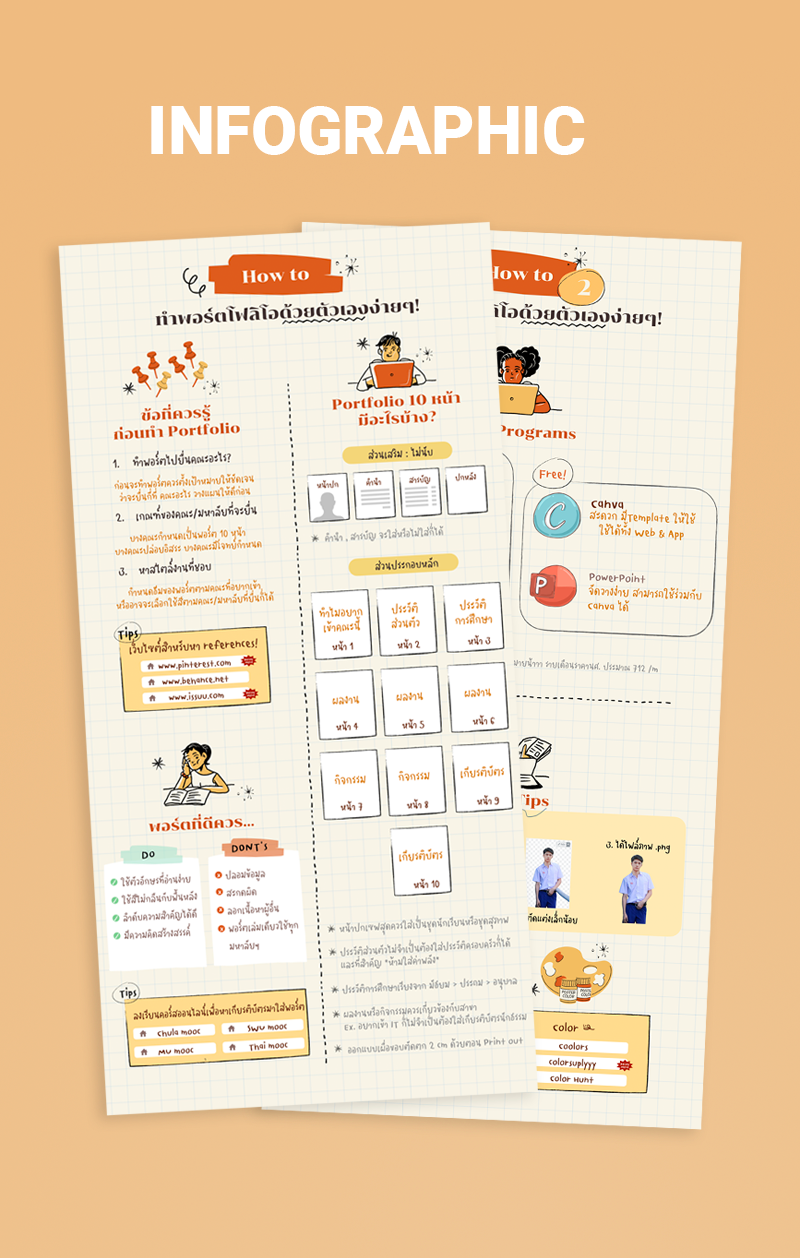 INFOGRAPHIC
How to
ทำพอร์ตโฟลิโอด้วยตัวเองง่ายๆ!
ข้อที่ควรรู้
ก่อนทำ Portfolio
1. ทำพอร์ตไปยื่นคณะอะไร?
ก่อนจะทำพอร์ตควรตั้งเป้าหมายให้ชัดเจน
ว่าจะยื่นที่ที่ คณะอะไร วางแผนให้ดีก่อน
2. เกณฑ์ของคณะ/มหาลัยที่จะยื่น
บางคณะกำหนดเป็นพอร์ต 10 หน้า
บางคณะปล่อยอิสระ บางคณะมีโจทย์กำหนด
3. หาสไตล์งานที่ชอบ
กำหนดธีมของพอร์ตตามคณะที่อยากเข้า
หรืออาจจะเลือกใช้สีตามคณะ/มหาลัยที่ยื่นก็ได้
Tips
เว็บไซต์สำหรับหา references!
www.pinterest.com
www.behance.net
www.issuu.com
พอร์ตที่ดีควร...
DO
ใช้ตัวอักษรที่อ่านง่าย
ใช้สีไม่กลืนกับพื้นหลัง
ลำดับความสำคัญได้ดี
มีความคิดสร้างสรรค์
DONT'S
ปลอมข้อมูล
สะกดผิด
ลอกเนื้อหาผู้อื่น
พอร์ตเล่มเดียวใช้ทุก
มหาลัยฯ
Tips
ลงเรียนคอร์สออนไลน์เพื่อหาเกียรติบัตรมาใส่พอร์ต
Chula mooc
SWU mooc
MU mooc
Thai mooc
Portfolio 10 หน้า
มีอะไรบ้าง?
ส่วนเสริม : ไม่นับ
หน้าปก
คำนำ
สารบัญ
ปกหลัง
คำนำ , สารบัญ จะใส่หรือไม่ใส่ก็ได้
ส่วนประกอบหลัก
ทำไมอยาก
เข้าคณะนี้
หน้า 1
ประวัติ
ส่วนตัว
หน้า 2
ประวัติ
การศึกษา
หน้า 3
ผลงาน
หน้า 4
ผลงาน
หน้า 5
ผลงาน
หน้า 6
กิจกรรม
หน้า 7
กิจกรรม
หน้า 8
เกียรติบัตร
หน้า 9
เกียรติบัตร
หน้า 10
หน้าปกเซฟสุดควรใส่เป็นชุดนักเรียนหรือชุดสุภาพ
ประวัติส่วนตัวไม่จำเป็นต้องใส่ประวัติครอบครัวก็ได้
และที่สำคัญ *ห้ามใส่คำพลัง*
ประวัติการศึกษาเรียงจาก มัธยม > ประถม > อนุบาล
ผลงานหรือกิจกรรมควรเกี่ยวข้องกับสาขา
Ex. อยากเข้า IT ก็ไม่จำเป็นต้องใส่เกียรติบัตรนักธรรม
ออกแบบเผื่อขอบตัดตก 2 cm ด้วยตอน Print out
How to
2
โอด้วยตัวเองง่ายๆ!
Programs
Free!
canva
สะดวก มีTemplate ให้ใช้
ใช้ได้ทั้ง Web & App
P
PowerPoint
จัดวางง่าย สามารถใช้ร่วมกับ
canva ได้
Tips
3. ได้ไฟล์ภาพ .png
ตัดแต่งเล็กน้อย
color
coolors
colorsuplyyy
color Hunt